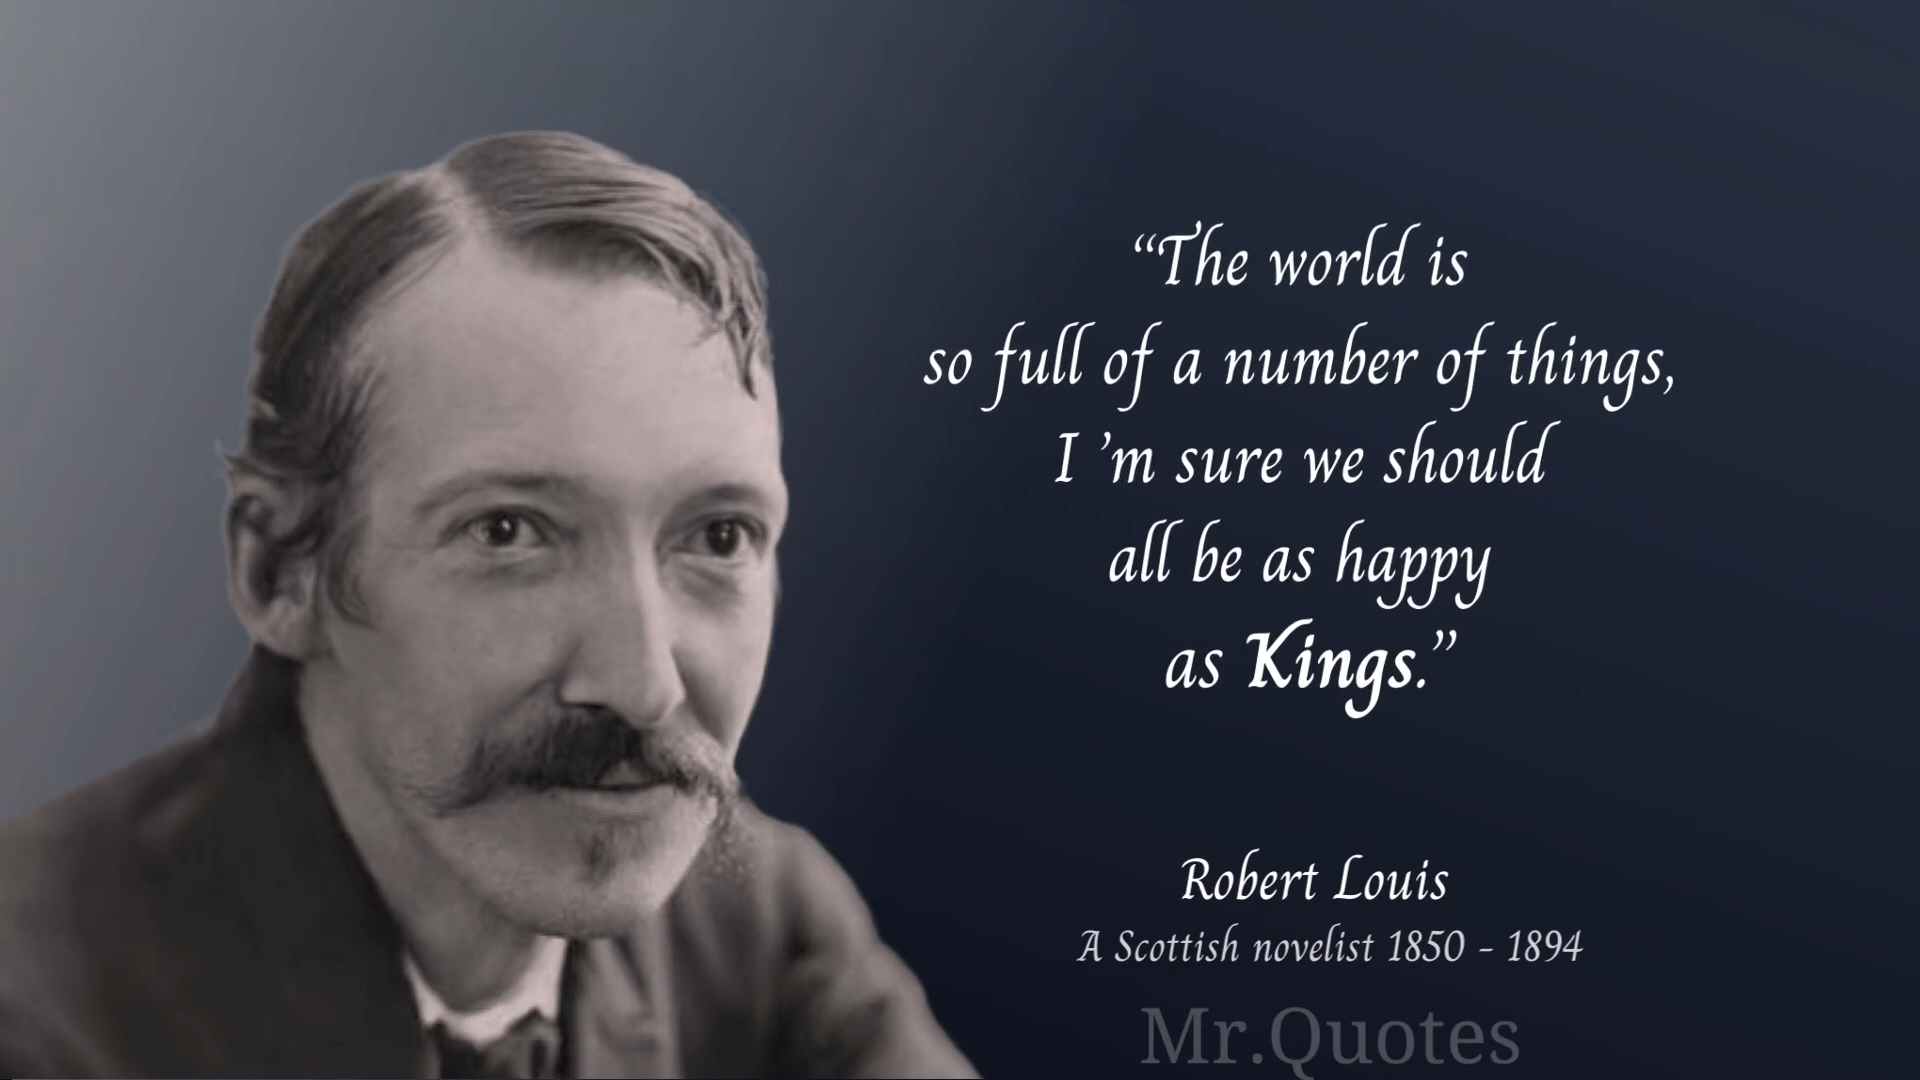 “The world is
so full of a number of things,
I ’m sure we should
all be as happy
as Kings.”
Robert Louis
A Scottish novelist 1850 - 1894
Mr.Quotes